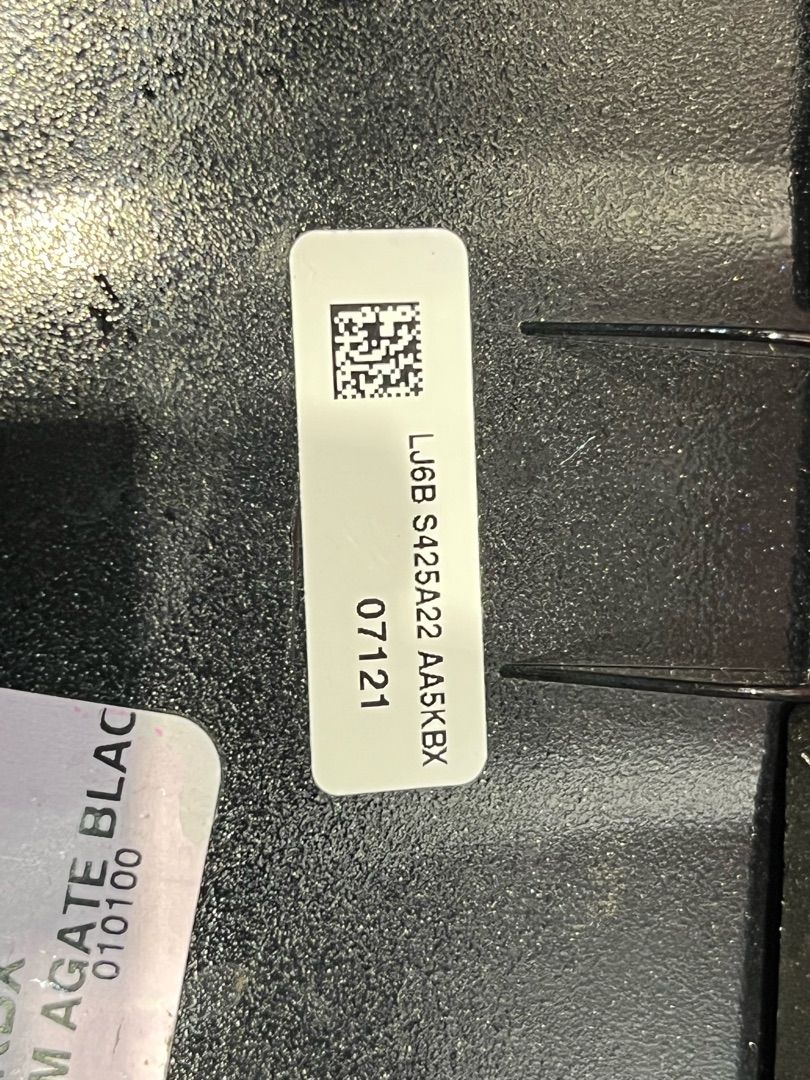 LJ6B S425A22 AA5KBX
07121
M AGATE BLAC
010100